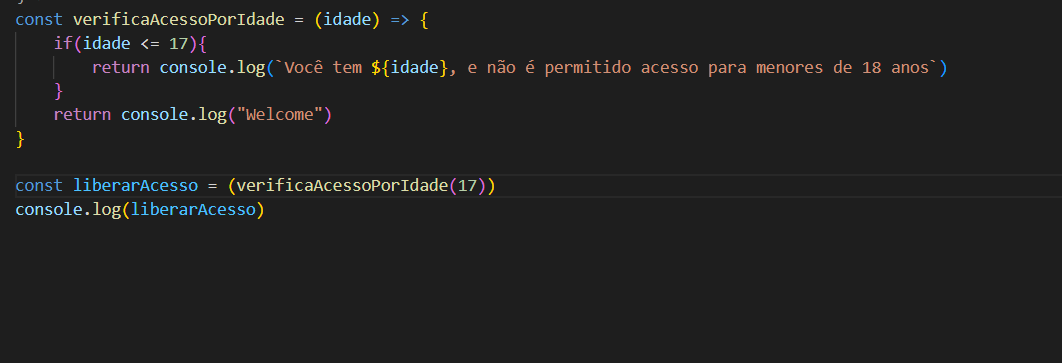 const verificaAcessoPorIdade = (idade) => {
if(idade <= 17){
return console.log(`Você tem ${idade}, e não é permitido acesso para menores de 18 anos`)
}
return console.log("Welcome")
}
const liberarAcesso = (verificaAcessoPorIdade(17))
console.log(liberarAcesso)